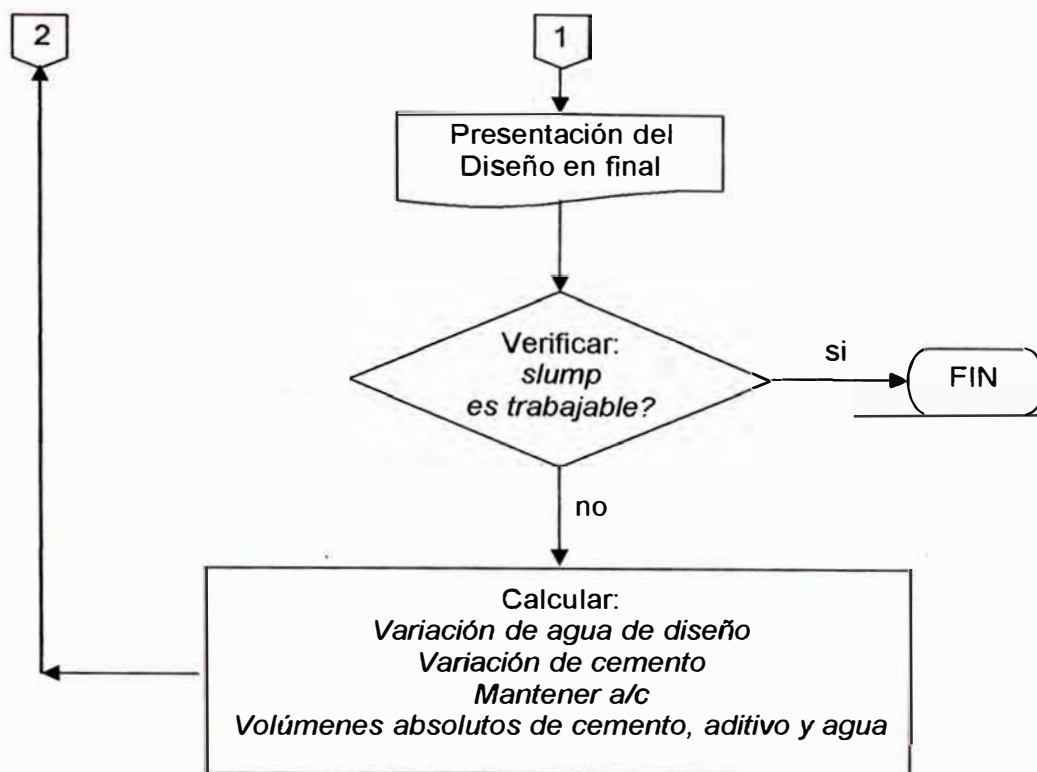 2
1
Presentación del
Diseño en final
Verificar:
slump
es trabajable?
si
FIN
no
Calcular:
Variación de agua de diseño
Variación de cemento
Mantener a/c
Volúmenes absolutos de cemento, aditivo y agua